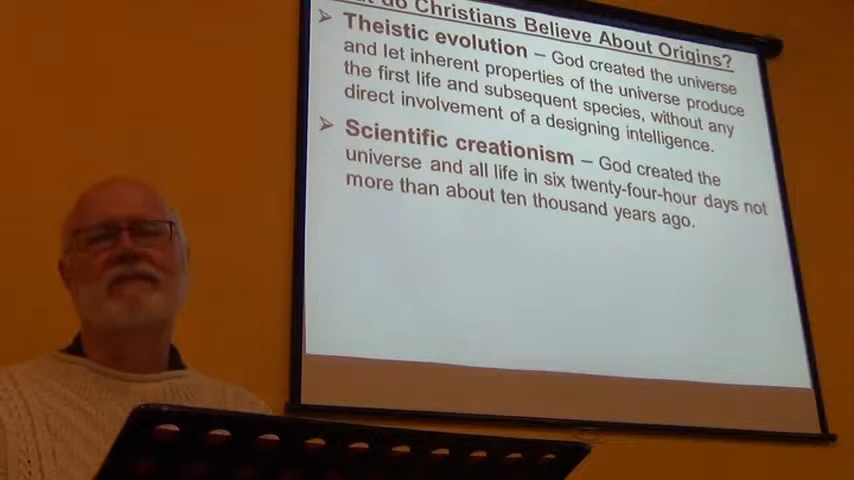 do Christians Believe About Origins?
➢ Theistic evolution – God created the universe
and let inherent properties of the universe produce
the first life and subsequent species, without any
direct involvement of a designing intelligence.
➢ Scientific creationism – God created the
universe and all life in six twenty-four-hour days not
more than about ten thousand years ago.